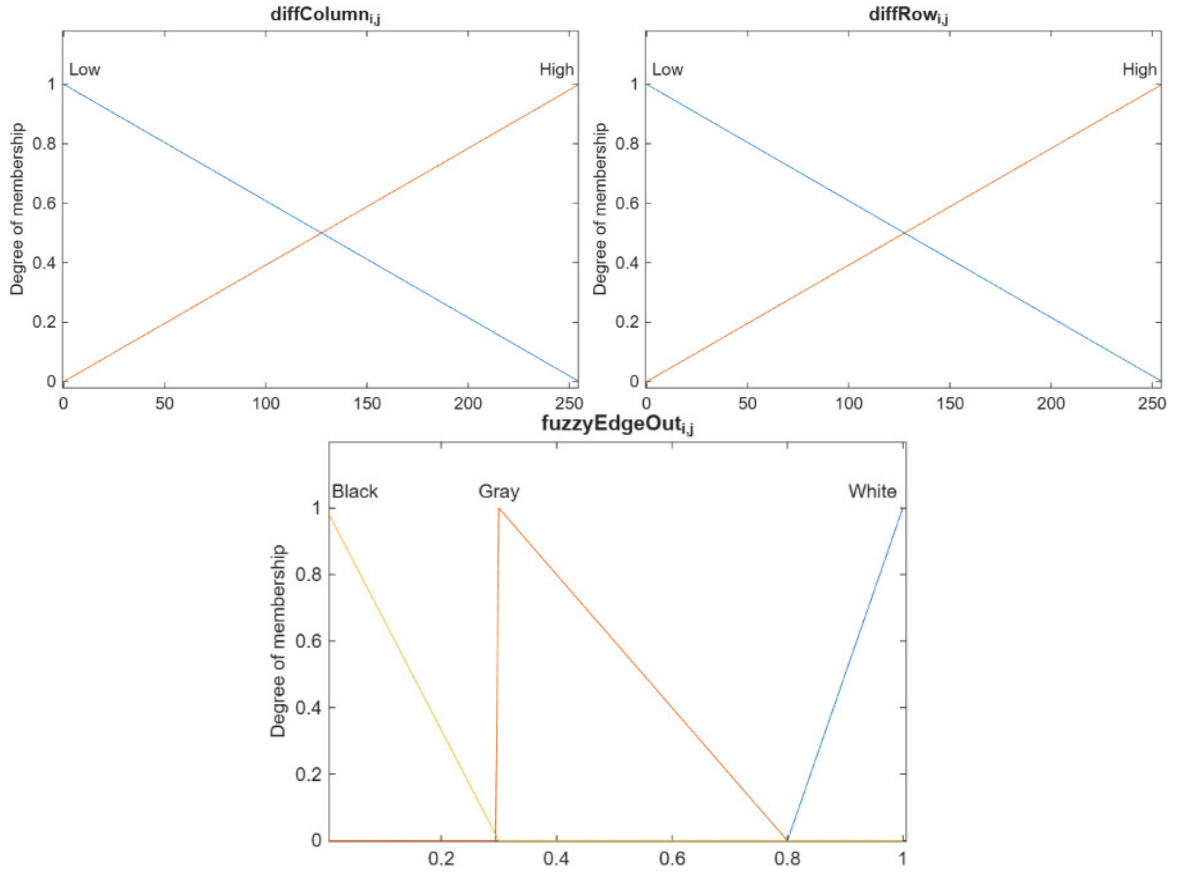 diffColumn i,j
Low
High
1
0.8
0.6
0.4
0.2
0
Degree of membership
0 50 100 150 200 250
diffRow i,j
Low
High
1
0.8
0.6
0.4
0.2
0
Degree of membership
0 50 100 150 200 250
fuzzyEdgeOut i,j
Black Gray White
1
0.8
0.6
0.4
0.2
0
Degree of membership
0.2 0.4 0.6 0.8 1